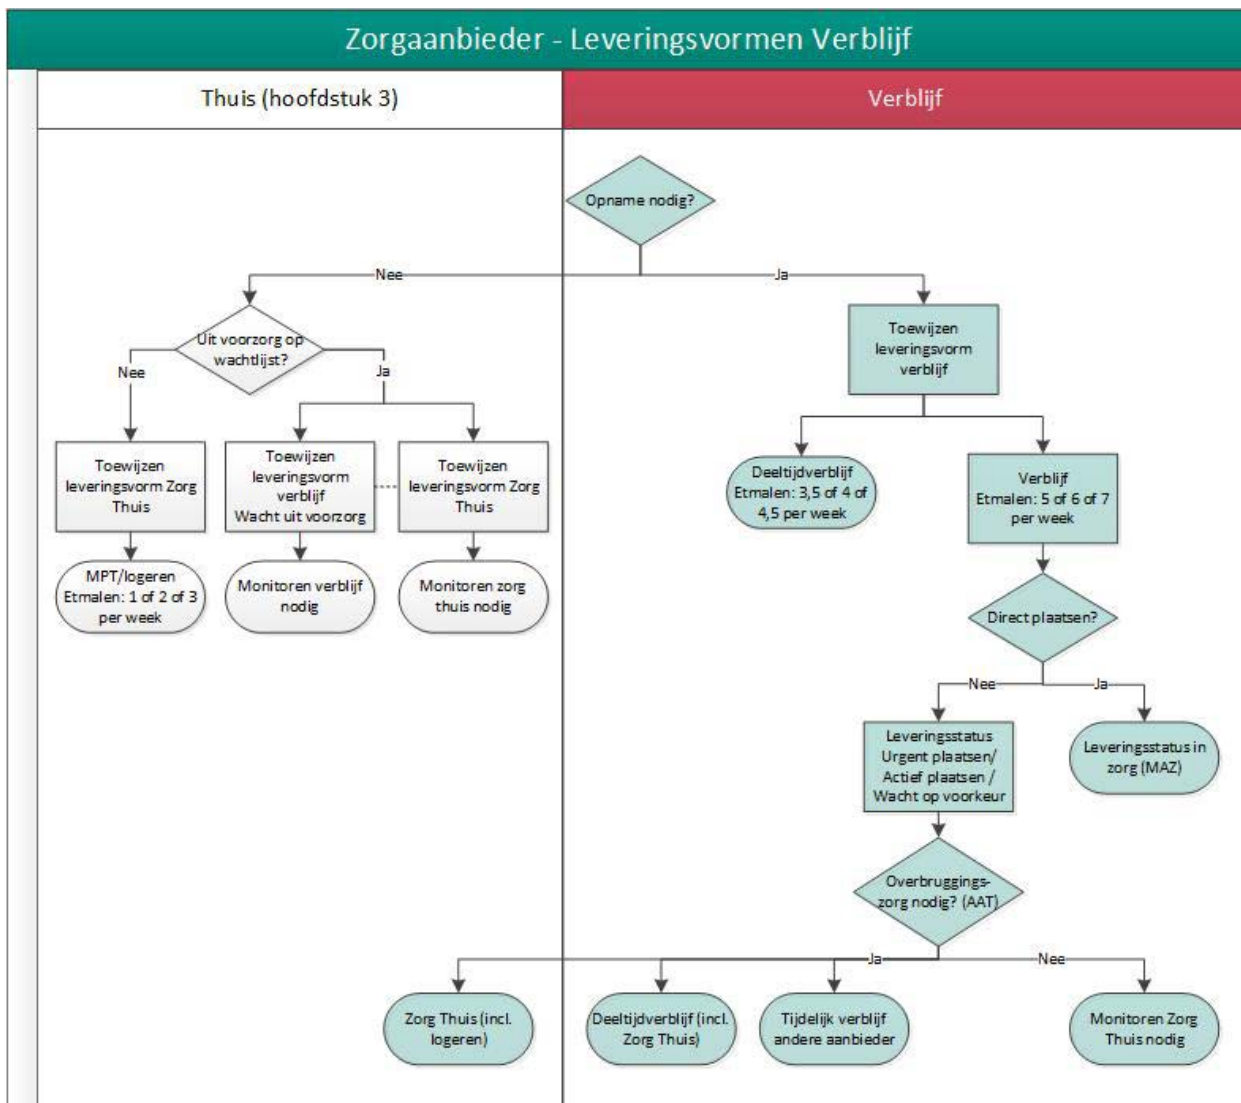 Zorgaanbieder - Leveringsvormen Verblijf
Thuis (hoofdstuk 3)
Verblijf
Opname nodig?
Nee
Ja
Uit voorzorg op
wachtlijst?
Nee
Ja
Toewijzen
leveringsvorm
verblijf
Toewijzen
leveringsvorm Zorg
Thuis
Toewijzen
leveringsvorm
verblijf
Wacht uit voorzorg
Toewijzen
leveringsvorm Zorg
Thuis
Deeltijdverblijf
Etmalen: 3,5 of 4 of
4,5 per week
Verblijf
Etmalen: 5 of 6 of 7
per week
MPT/logeren
Etmalen: 1 of 2 of 3
per week
Monitoren verblijf
nodig
Monitoren zorg
thuis nodig
Direct plaatsen?
Nee
Ja
Leveringsstatus
Urgent plaatsen/
Actief plaatsen /
Wacht op voorkeur
Leveringsstatus in
zorg (MAZ)
Overbruggings-
zorg nodig? (AAT)
Ja
Nee
Zorg Thuis (incl.
logeren)
Deeltijdverblijf (incl.
Zorg Thuis)
Tijdelijk verblijf
andere aanbieder
Monitoren Zorg
Thuis nodig